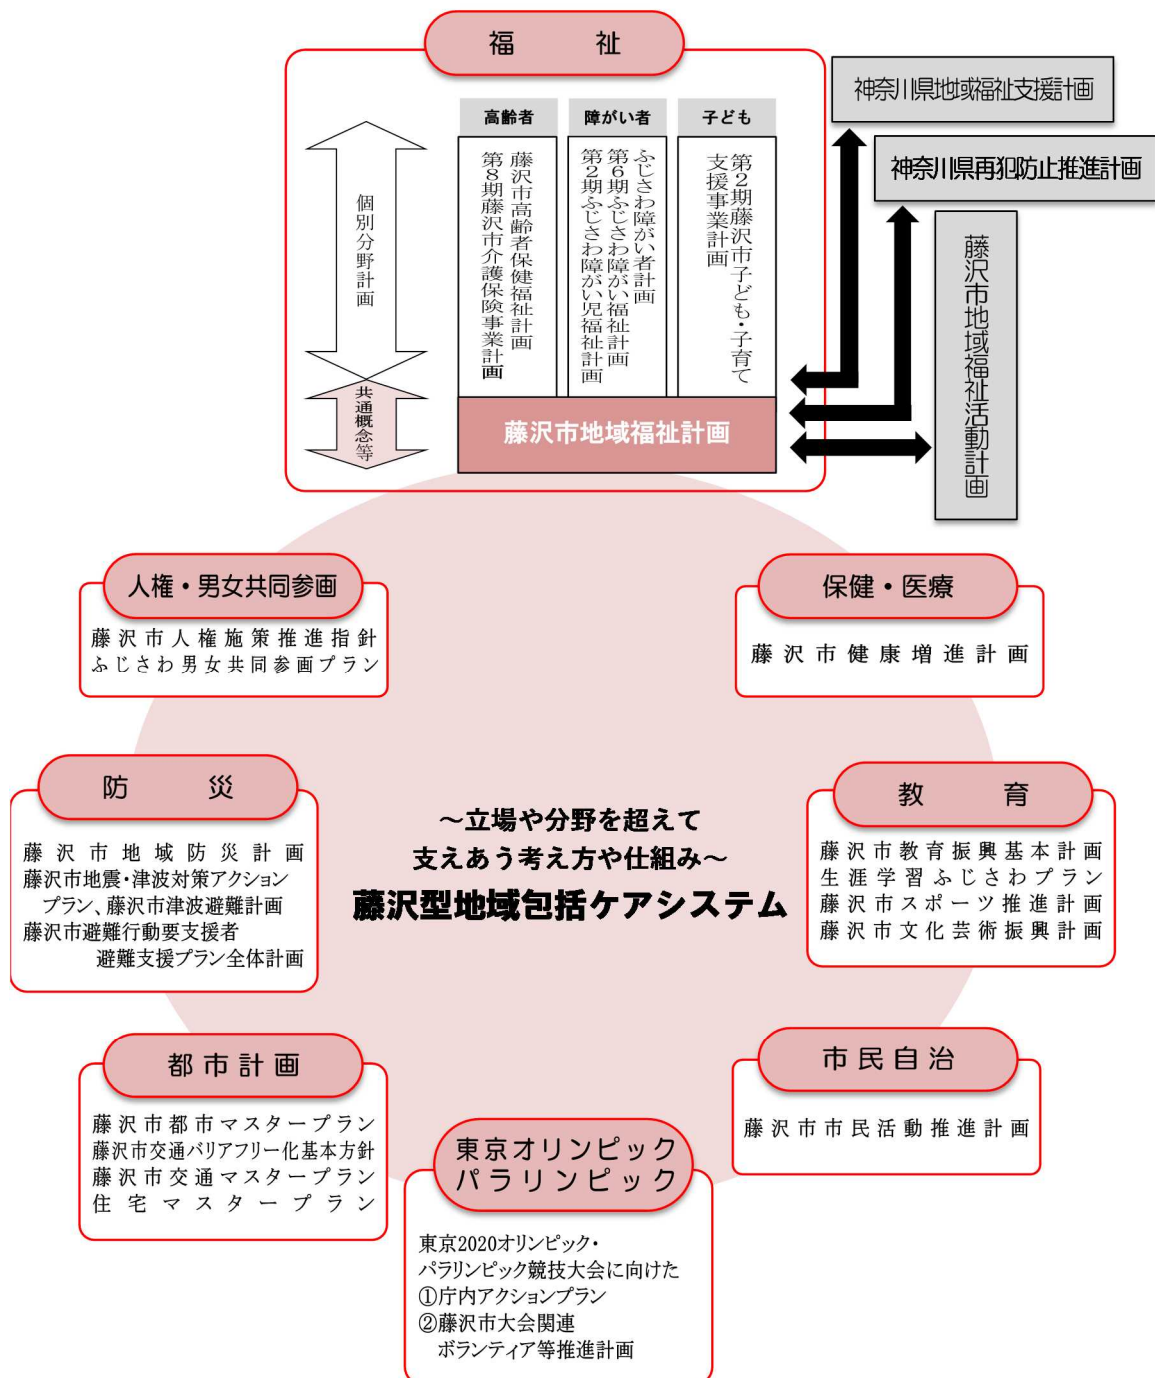 福 祉
神奈川県地域福祉支援計画
神奈川県再犯防止推進計画
藤沢市地域福祉活動計画
高齢者
障がい者
子ども
藤沢市高齢者保健福祉計画
第8期藤沢市介護保険事業計画
ふじさわ障がい者計画
第6期ふじさわ障がい福祉計画
第2期ふじさわ障がい児福祉計画
第2期藤沢市子ども・子育て
支援事業計画
個別分野計画
共通概念等
藤沢市地域福祉計画
人権・男女共同参画
藤沢市人権施策推進指針
ふじさわ男女共同参画プラン
保健・医療
藤沢市健康増進計画
防 災
藤沢市地域防災計画
藤沢市地震・津波対策アクション
プラン、藤沢市津波避難計画
藤沢市避難行動要支援者
避難支援プラン全体計画
～立場や分野を超えて
支えあう考え方や仕組み～
藤沢型地域包括ケアシステム
教 育
藤沢市教育振興基本計画
生涯学習ふじさわプラン
藤沢市スポーツ推進計画
藤沢市文化芸術振興計画
都市計画
藤沢市都市マスタープラン
藤沢市交通バリアフリー化基本方針
藤沢市交通マスタープラン
住宅マスタープラン
市民自治
藤沢市市民活動推進計画
東京オリンピック
パラリンピック
東京2020オリンピック・
パラリンピック競技大会に向けた
①庁内アクションプラン
②藤沢市大会関連
ボランティア等推進計画